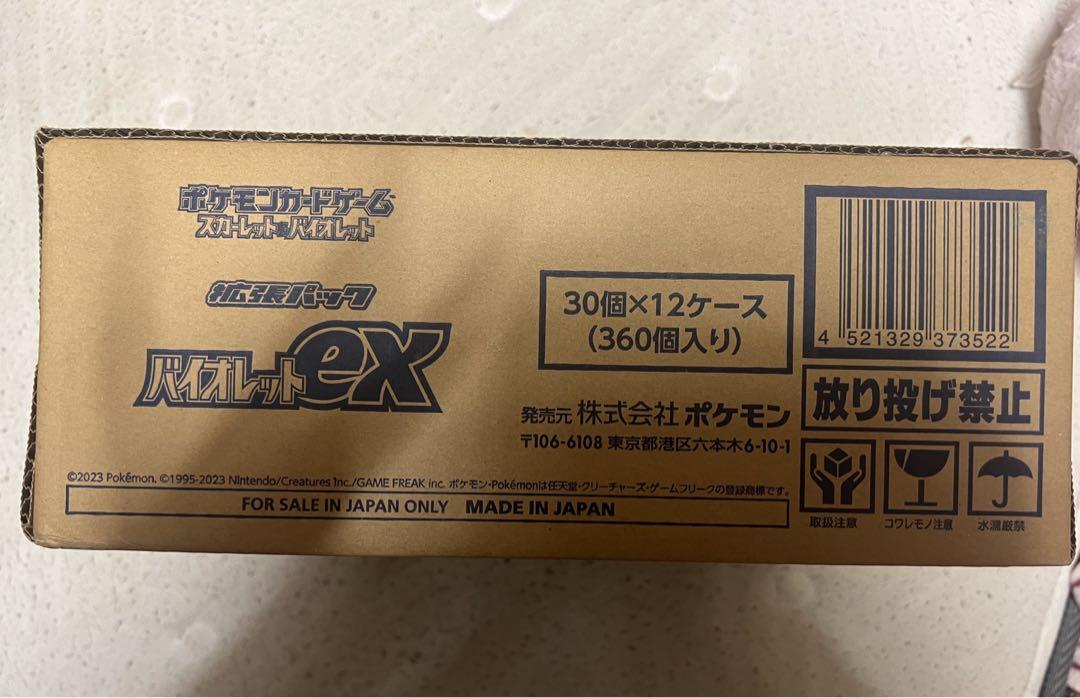 ポケモンカードゲーム
スカーレット&バイオレット
拡張パック
バイオレットex
30個×12ケース
(360個入り)
4 521329 373522
発売元 株式会社 ポケモン
〒106-6108 東京都港区六本木6-10-1
放り投げ禁止
取扱注意 コワレモノ注意 水濡厳禁
©2023 Pokémon. ©1995-2023 Nintendo/Creatures Inc./GAME FREAK inc. ポケモン・Pokémonは任天堂・クリーチャーズ・ゲームフリークの登録商標です。
FOR SALE IN JAPAN ONLY MADE IN JAPAN